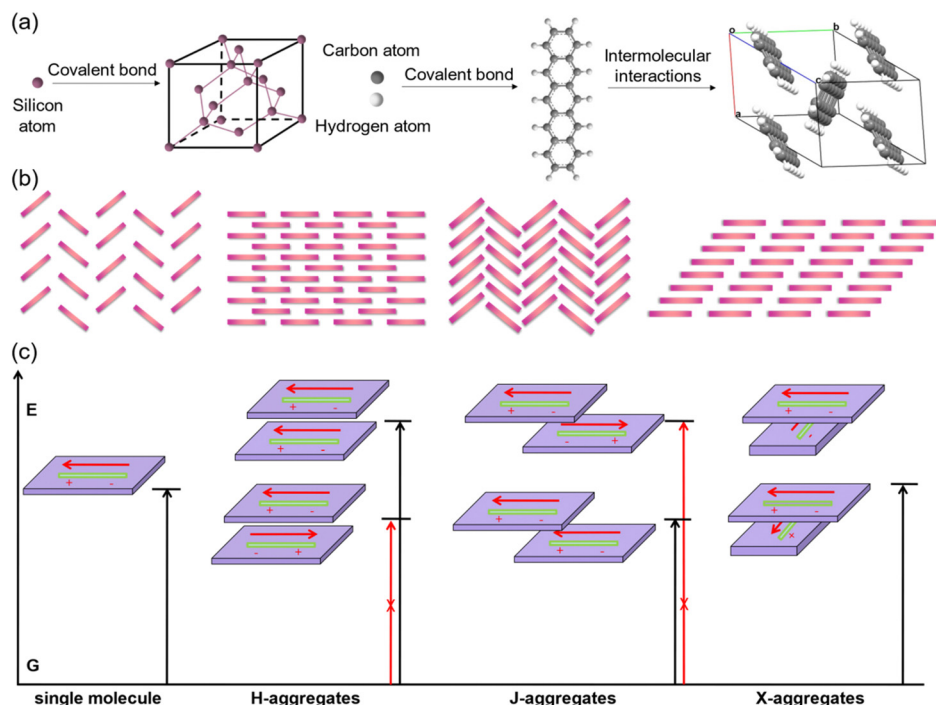 (a)
Silicon
atom
Covalent bond
Carbon atom
Hydrogen atom
Covalent bond
Intermolecular
interactions
o
b
c
a
(b)
(c)
E
+ -
+ -
+ -
+ -
- +
+ -
- +
+ -
+ -
+ -
-
+ -
+
G
single molecule
H-aggregates
J-aggregates
X-aggregates